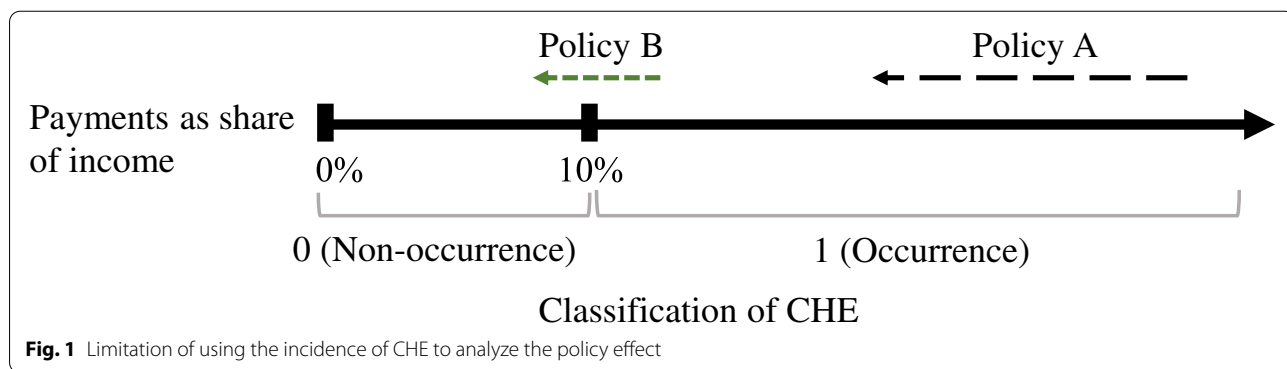 Policy B
Policy A
Payments as share
of income
0%
10%
0 (Non-occurrence)
1 (Occurrence)
Classification of CHE
Fig. 1 Limitation of using the incidence of CHE to analyze the policy effect